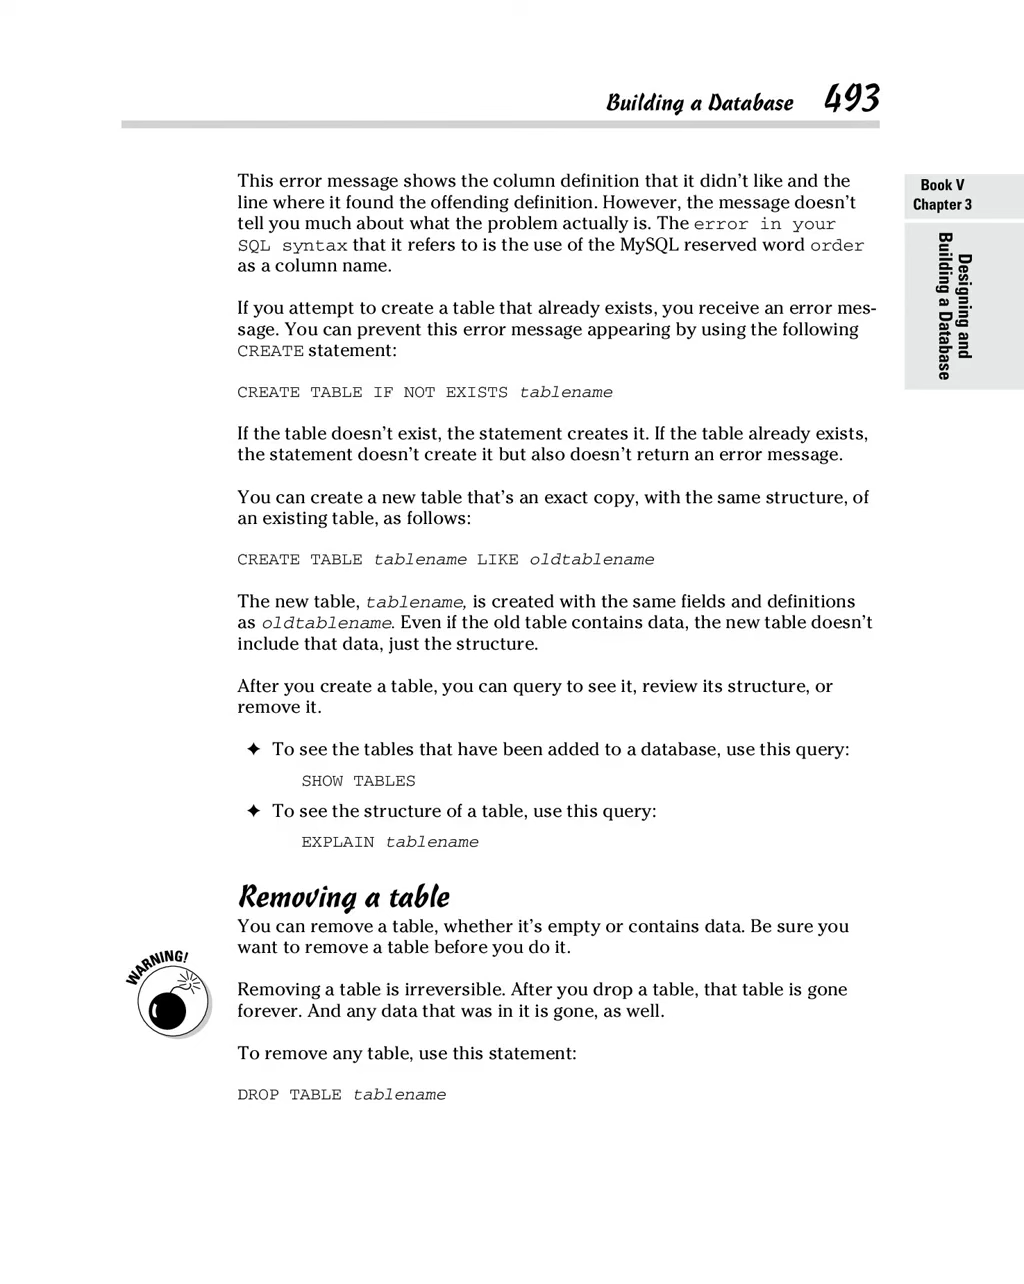 Building a Database 493
Book V
Chapter 3
Designing and
Building a Database
This error message shows the column definition that it didn't like and the
line where it found the offending definition. However, the message doesn't
tell you much about what the problem actually is. The error in your
SQL syntax that it refers to is the use of the MySQL reserved word order
as a column name.
If you attempt to create a table that already exists, you receive an error mes-
sage. You can prevent this error message appearing by using the following
CREATE statement:
CREATE TABLE IF NOT EXISTS tablename
If the table doesn't exist, the statement creates it. If the table already exists,
the statement doesn't create it but also doesn't return an error message.
You can create a new table that's an exact copy, with the same structure, of
an existing table, as follows:
CREATE TABLE tablename LIKE oldtablename
The new table, tablename, is created with the same fields and definitions
as oldtablename. Even if the old table contains data, the new table doesn't
include that data, just the structure.
After you create a table, you can query to see it, review its structure, or
remove it.
✦ To see the tables that have been added to a database, use this query:
SHOW TABLES
✦ To see the structure of a table, use this query:
EXPLAIN tablename
Removing a table
You can remove a table, whether it's empty or contains data. Be sure you
want to remove a table before you do it.
WARNING!
Removing a table is irreversible. After you drop a table, that table is gone
forever. And any data that was in it is gone, as well.
To remove any table, use this statement:
DROP TABLE tablename